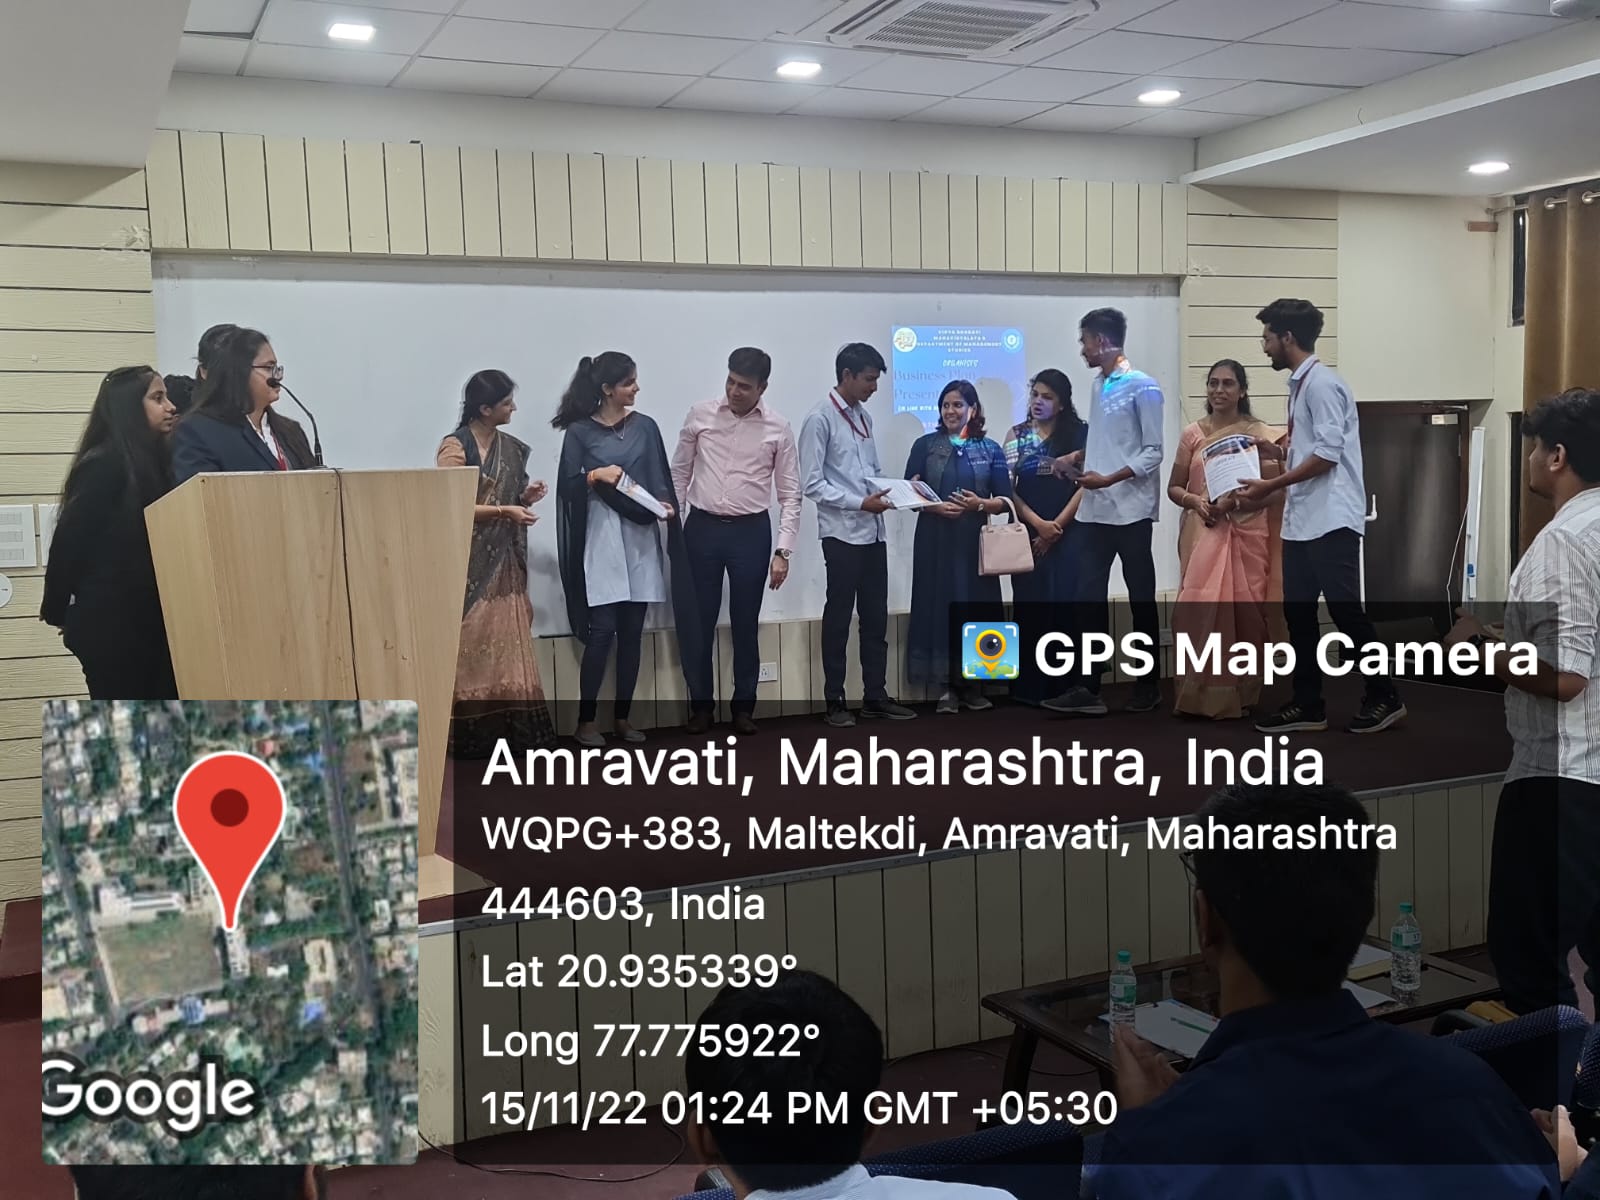 VIDYA BHARATI
MAHAVIDYALAYA'S
DEPARTMENT OF MANAGEMENT
STUDIES
ORGANISES
Business Plan
GPS Map Camera
Amravati, Maharashtra, India
WQPG+383, Maltekdi, Amravati, Maharashtra
444603, India
Lat 20.935339°
Long 77.775922°
15/11/22 01:24 PM GMT +05:30
Google